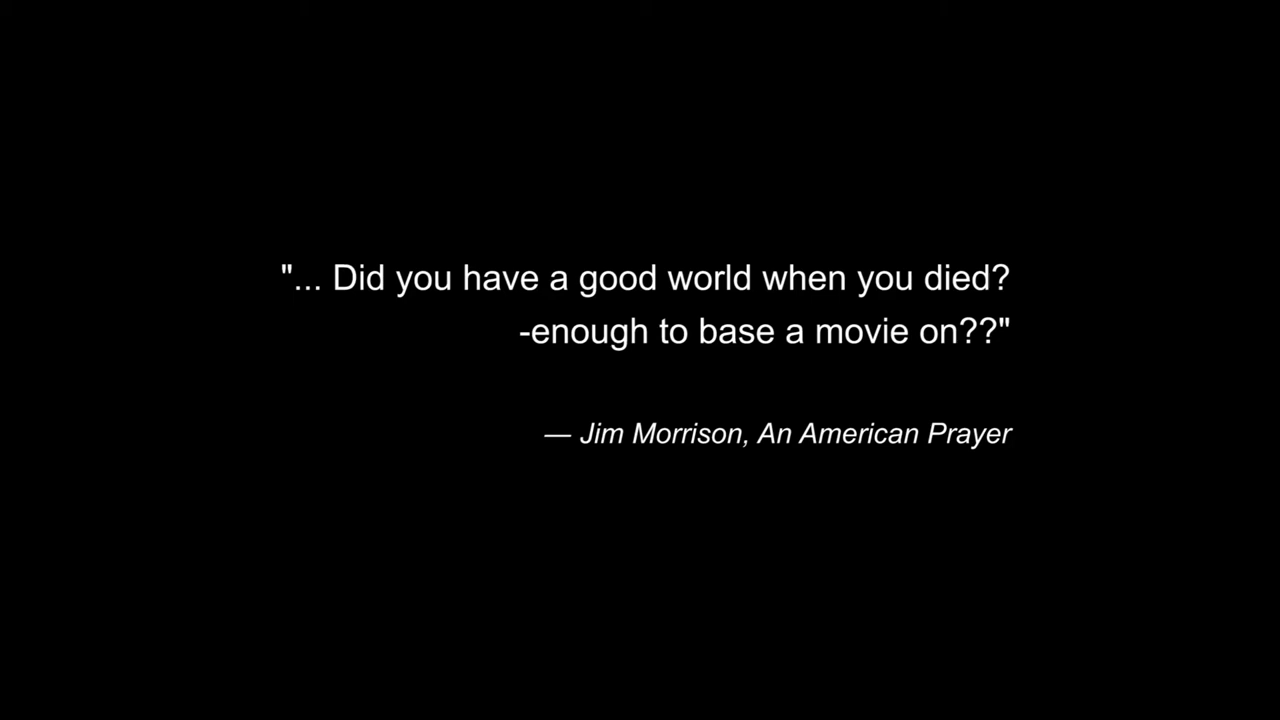 "... Did you have a good world when you died?
-enough to base a movie on??"
— Jim Morrison, An American Prayer